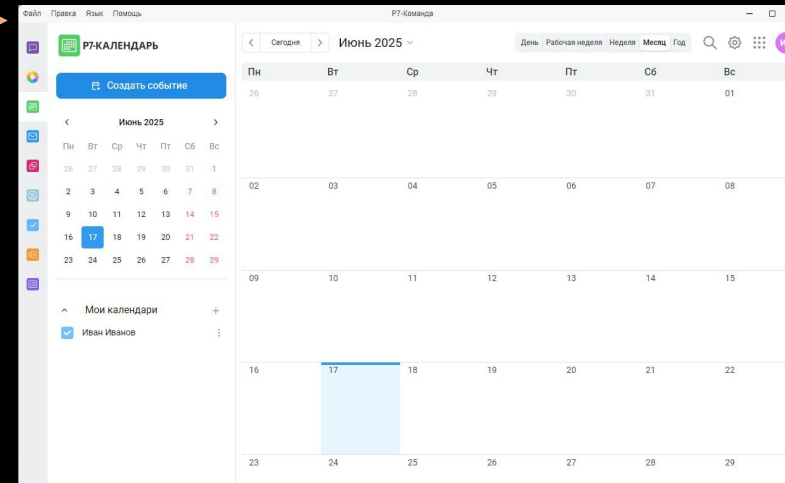 Файл Правка Язык Помощь Р7-Команда
Р7-КАЛЕНДАРЬ
Создать событие
Июнь 2025
Пн Вт Ср Чт Пт Сб Вс
26 27 28 29 30 31 1
2 3 4 5 6 7 8
9 10 11 12 13 14 15
16 17 18 19 20 21 22
23 24 25 26 27 28 29
Мои календари
Иван Иванов
Сегодня Июнь 2025 День Рабочая неделя Неделя Месяц Год
Пн Вт Ср Чт Пт Сб Вс
26 27 28 29 30 31 01
02 03 04 05 06 07 08
09 10 11 12 13 14 15
16 17 18 19 20 21 22
23 24 25 26 27 28 29